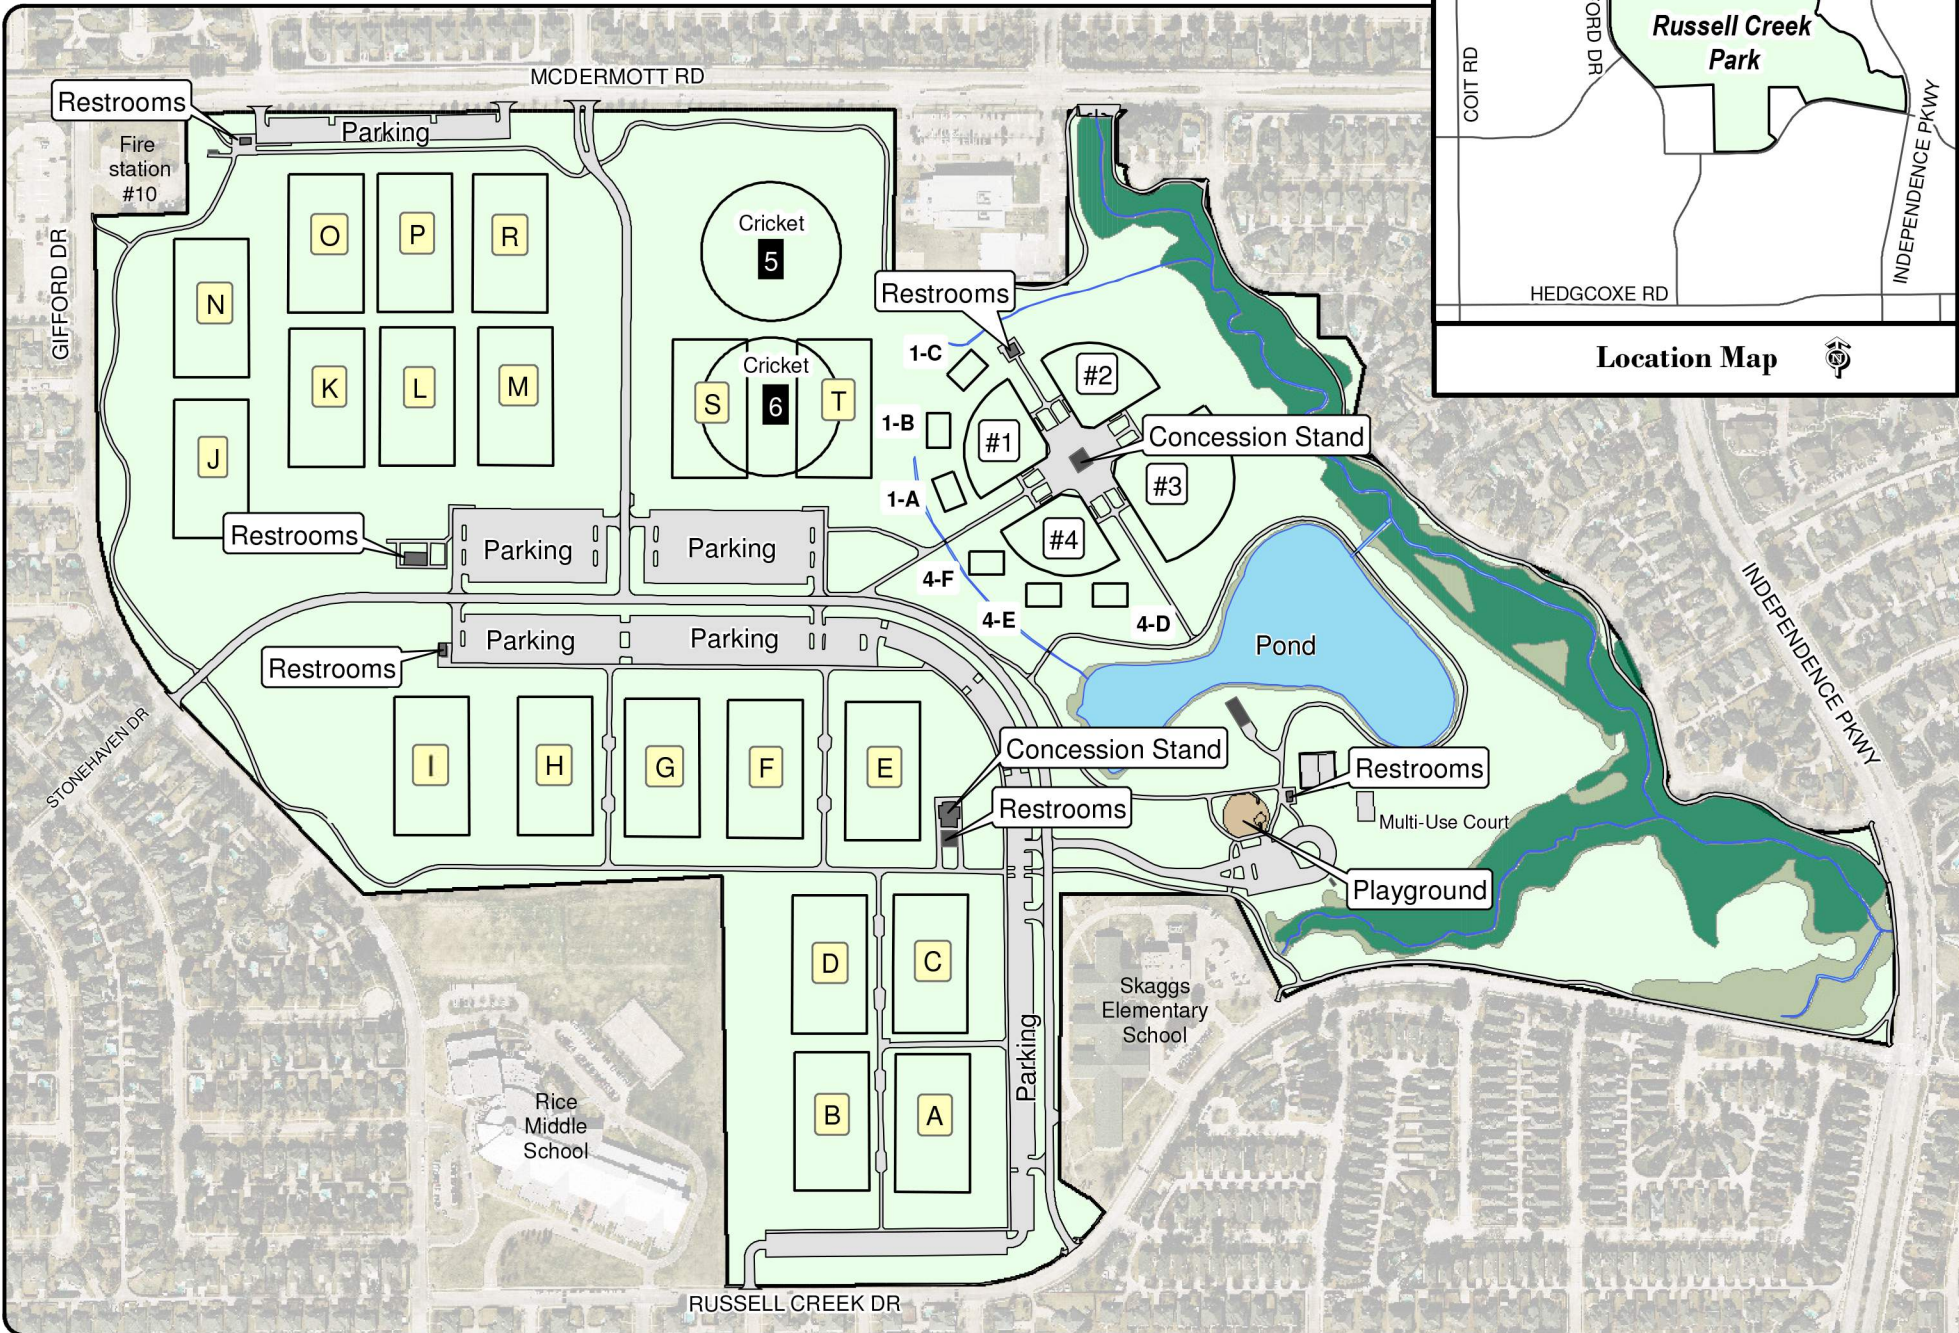 MCDERMOTT RD
Restrooms
Parking
Fire
station
#10
GIFFORD DR
O
P
R
N
K
L
M
J
Cricket
5
Cricket
6
S
T
Restrooms
1-C
1-B
1-A
#1
#2
#3
#4
Concession Stand
4-F
4-E
4-D
Restrooms
Parking
Parking
Parking
Parking
Restrooms
Pond
I
H
G
F
E
Concession Stand
Restrooms
Restrooms
Multi-Use Court
Playground
STONEHAVEN DR
INDEPENDENCE PKWY
D
C
B
A
Parking
Skaggs
Elementary
School
Rice
Middle
School
RUSSELL CREEK DR
Russell Creek
Park
COIT RD
ORD DR
INDEPENDENCE PKWY
HEDGCOXE RD
Location Map
N